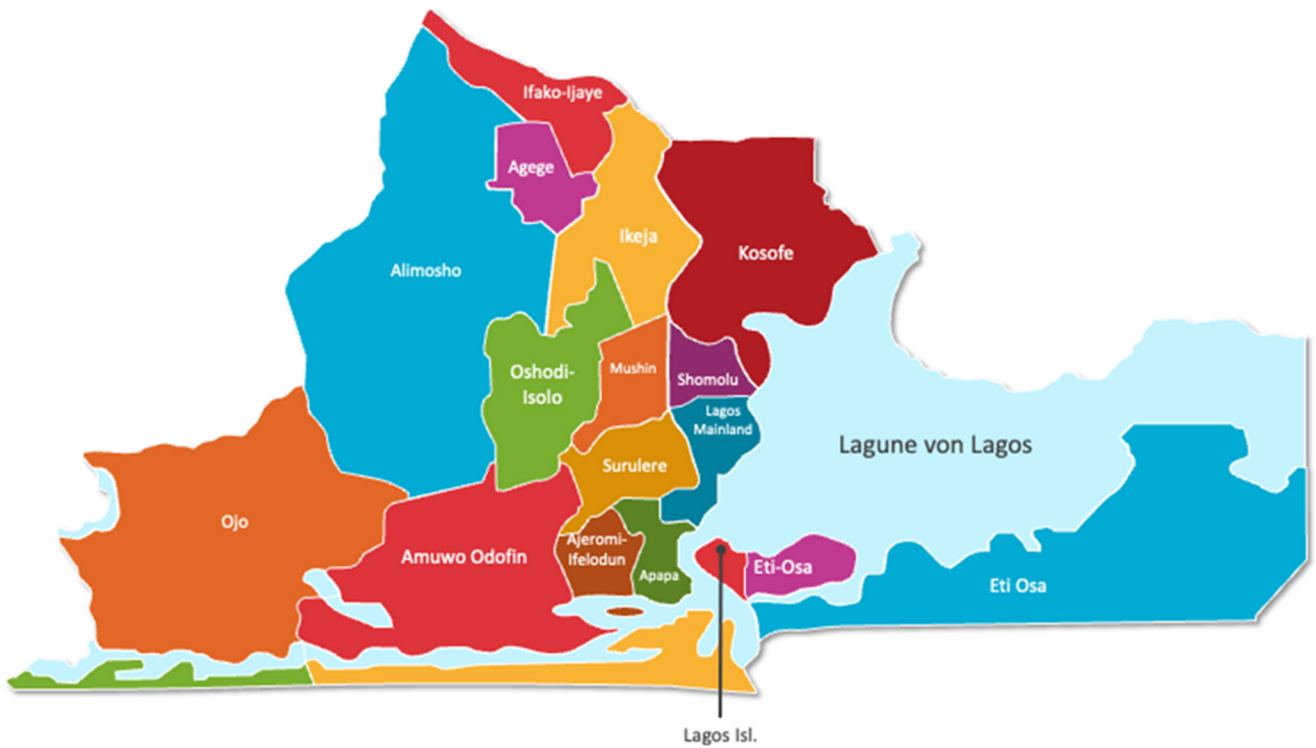 Ifako-Ijaye
Agege
Ikeja
Kosofe
Alimosho
Oshodi-
Isolo
Mushin
Shomolu
Lagos
Mainland
Lagune von Lagos
Surulere
Ojo
Amuwo Odofin
Ajeromi-
Ifelodun
Apapa
Eti-Osa
Eti Osa
Lagos Isl.